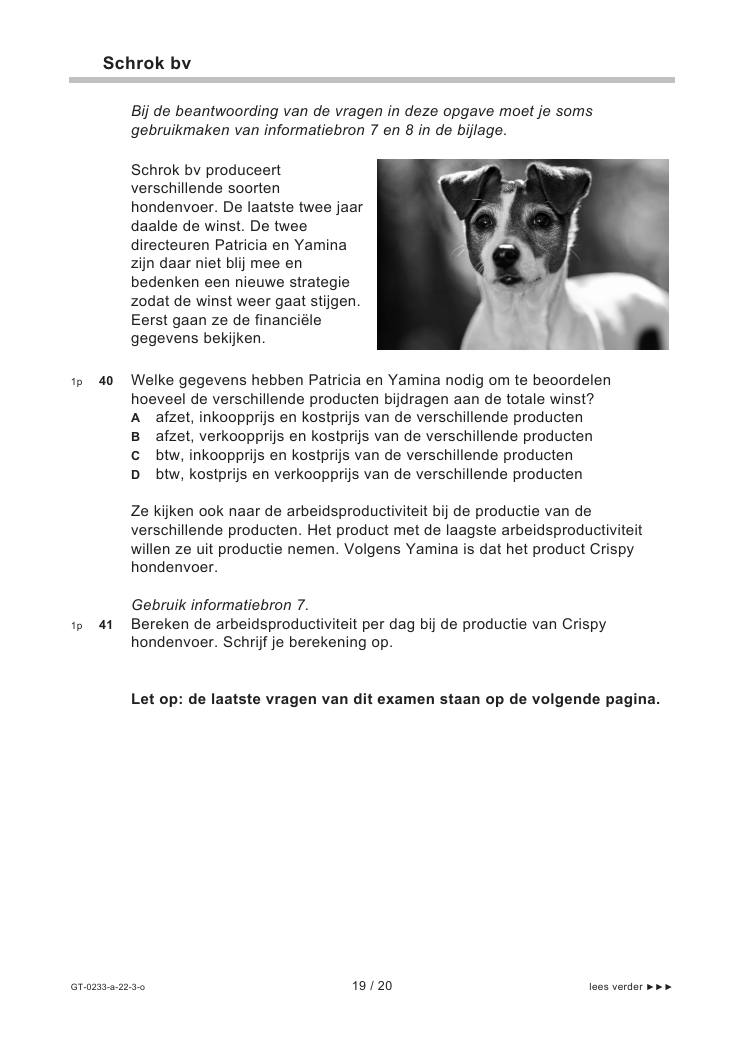 Schrok bv
Bij de beantwoording van de vragen in deze opgave moet je soms
gebruikmaken van informatiebron 7 en 8 in de bijlage.
Schrok bv produceert
verschillende soorten
hondenvoer. De laatste twee jaar
daalde de winst. De twee
directeuren Patricia en Yamina
zijn daar niet blij mee en
bedenken een nieuwe strategie
zodat de winst weer gaat stijgen.
Eerst gaan ze de financiële
gegevens bekijken.
1p 40 Welke gegevens hebben Patricia en Yamina nodig om te beoordelen
hoeveel de verschillende producten bijdragen aan de totale winst?
A afzet, inkoopprijs en kostprijs van de verschillende producten
B afzet, verkoopprijs en kostprijs van de verschillende producten
C btw, inkoopprijs en kostprijs van de verschillende producten
D btw, kostprijs en verkoopprijs van de verschillende producten
Ze kijken ook naar de arbeidsproductiviteit bij de productie van de
verschillende producten. Het product met de laagste arbeidsproductiviteit
willen ze uit productie nemen. Volgens Yamina is dat het product Crispy
hondenvoer.
Gebruik informatiebron 7.
1p 41 Bereken de arbeidsproductiviteit per dag bij de productie van Crispy
hondenvoer. Schrijf je berekening op.
Let op: de laatste vragen van dit examen staan op de volgende pagina.
GT-0233-a-22-3-o 19 / 20 lees verder ►►►